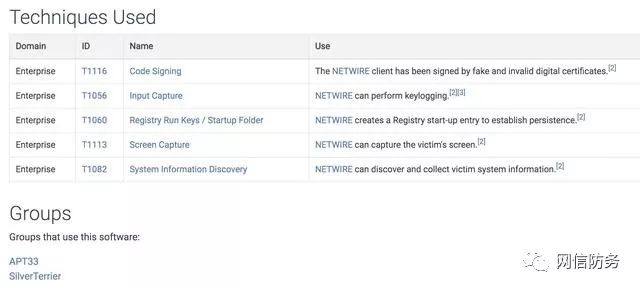 Techniques Used
Domain ID Name Use
Enterprise T1116 Code Signing The NETWIRE client has been signed by fake and invalid digital certificates.[2]
Enterprise T1056 Input Capture NETWIRE can perform keylogging.[2][3]
Enterprise T1060 Registry Run Keys / Startup Folder NETWIRE creates a Registry start-up entry to establish persistence.[2]
Enterprise T1113 Screen Capture NETWIRE can capture the victim's screen.[2]
Enterprise T1082 System Information Discovery NETWIRE can discover and collect victim system information.[2]
Groups
Groups that use this software:
APT33
SilverTerrier
网信防务